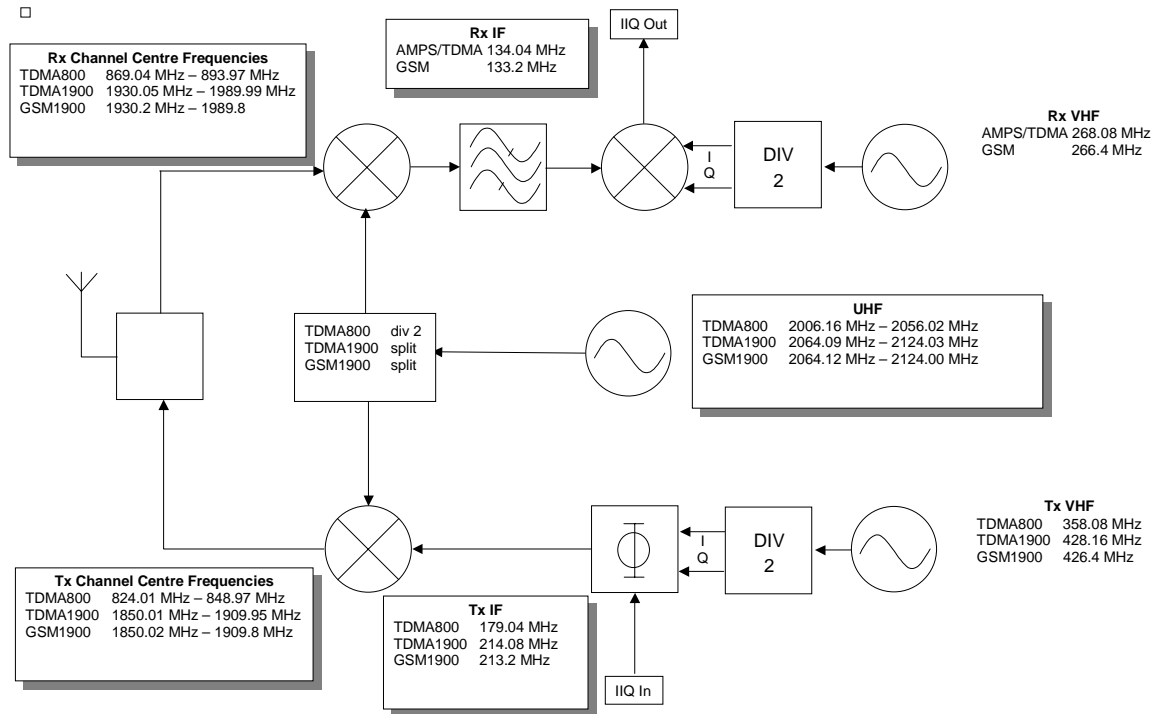 IIQ Out
Rx IF
AMPS/TDMA 134.04 MHz
GSM 133.2 MHz
Rx Channel Centre Frequencies
TDMA800 869.04 MHz – 893.97 MHz
TDMA1900 1930.05 MHz – 1989.99 MHz
GSM1900 1930.2 MHz – 1989.8
Rx VHF
AMPS/TDMA 268.08 MHz
GSM 266.4 MHz
I
Q
DIV
2
UHF
TDMA800 2006.16 MHz – 2056.02 MHz
TDMA1900 2064.09 MHz – 2124.03 MHz
GSM1900 2064.12 MHz – 2124.00 MHz
TDMA800 div 2
TDMA1900 split
GSM1900 split
Tx VHF
TDMA800 358.08 MHz
TDMA1900 428.16 MHz
GSM1900 426.4 MHz
I
Q
DIV
2
Tx Channel Centre Frequencies
TDMA800 824.01 MHz – 848.97 MHz
TDMA1900 1850.01 MHz – 1909.95 MHz
GSM1900 1850.02 MHz – 1909.8 MHz
Tx IF
TDMA800 179.04 MHz
TDMA1900 214.08 MHz
GSM1900 213.2 MHz
IIQ In